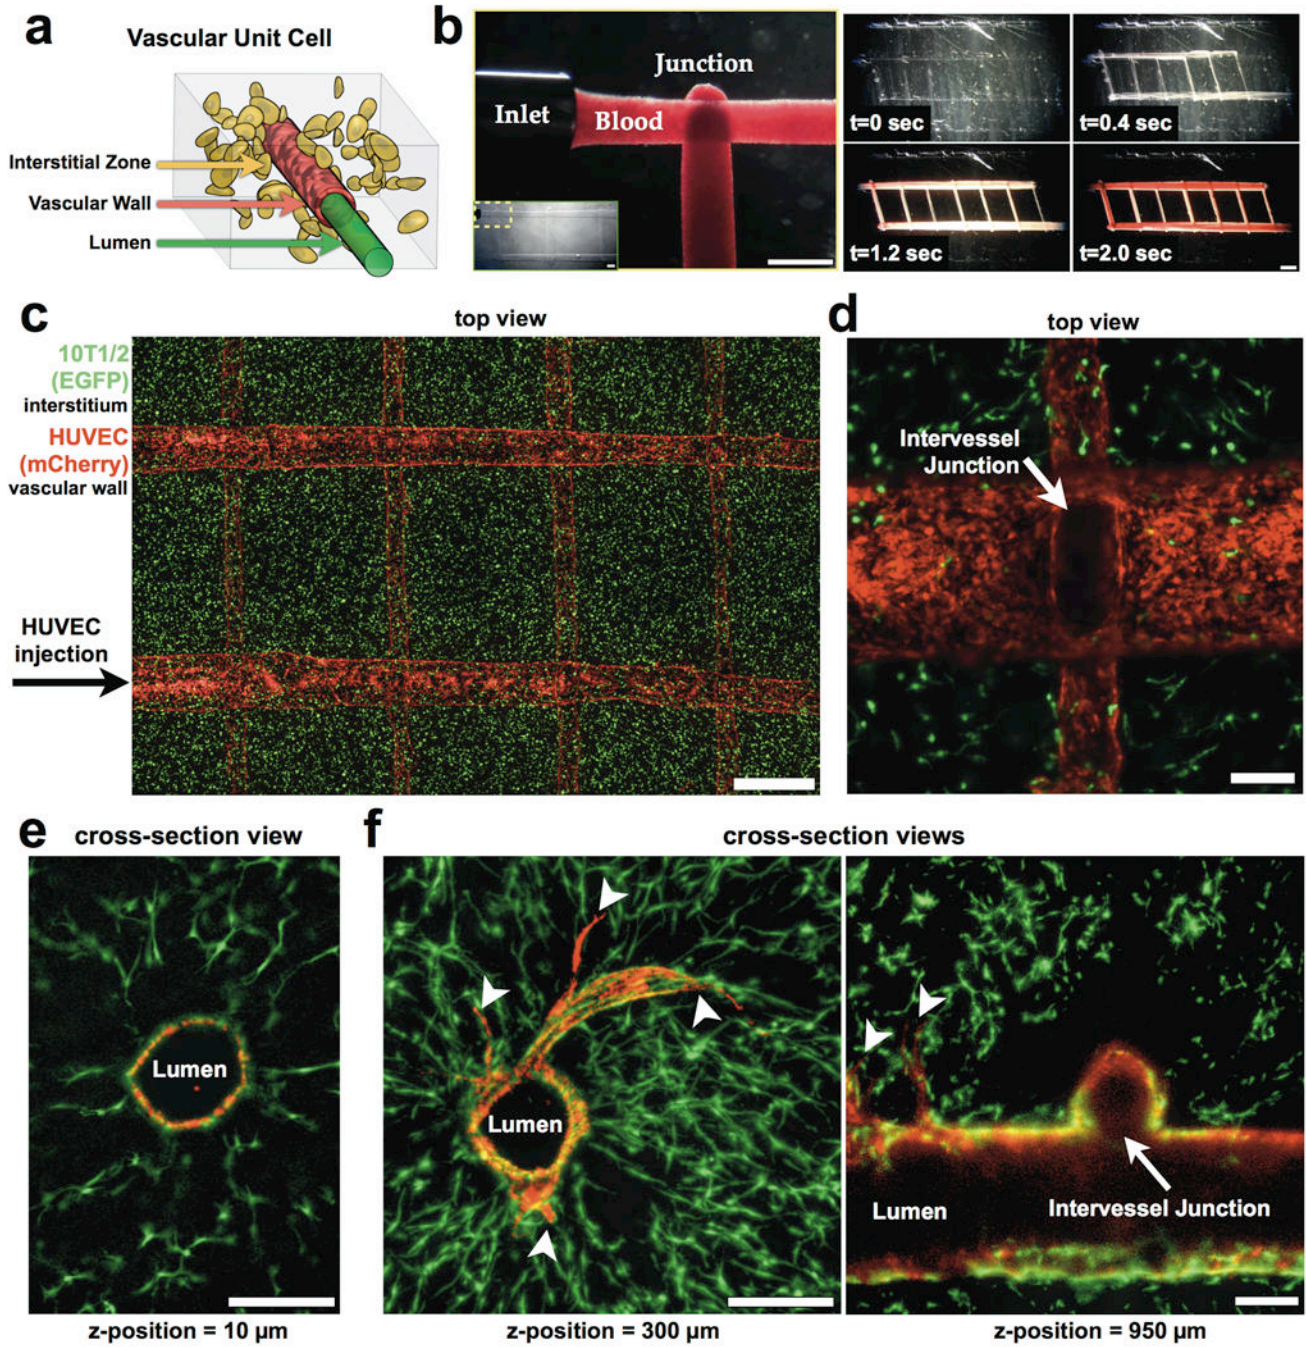 a
Vascular Unit Cell
Interstitial Zone
Vascular Wall
Lumen
b
Junction
Inlet
Blood
t=0 sec
t=0.4 sec
t=1.2 sec
t=2.0 sec
c
top view
10T1/2
(EGFP)
interstitium
HUVEC
(mCherry)
vascular wall
HUVEC
injection
d
top view
Intervessel
Junction
e
cross-section view
Lumen
z-position = 10 µm
f
cross-section views
Lumen
z-position = 300 µm
Lumen
Intervessel Junction
z-position = 950 µm